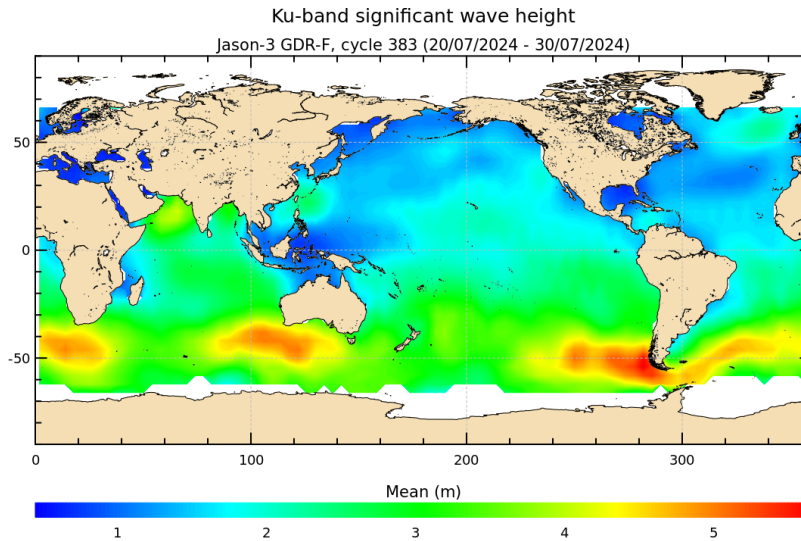 Ku-band significant wave height
Jason-3 GDR-F, cycle 383 (20/07/2024 - 30/07/2024)
50
0
-50
0 100 200 300
Mean (m)
1 2 3 4 5